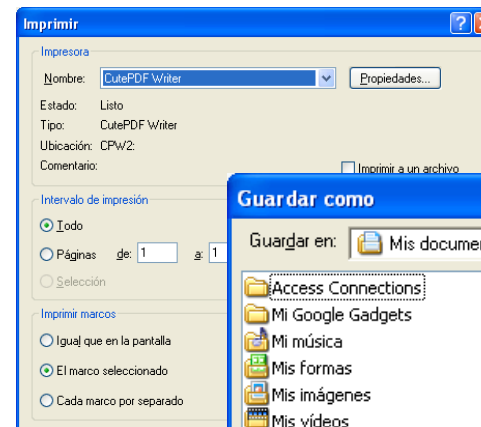 Imprimir
Impresora
Nombre: CutePDF Writer Propiedades...
Estado: Listo
Tipo: CutePDF Writer
Ubicación: CPW2:
Comentario: Imprimir a un archivo
Intervalo de impresión
Todo
Páginas de: 1 a: 1
Selección
Imprimir marcos
Igual que en la pantalla
El marco seleccionado
Cada marco por separado
Guardar como
Guardar en: Mis documen
Access Connections
Mi Google Gadgets
Mi música
Mis formas
Mis imágenes
Mis vídeos